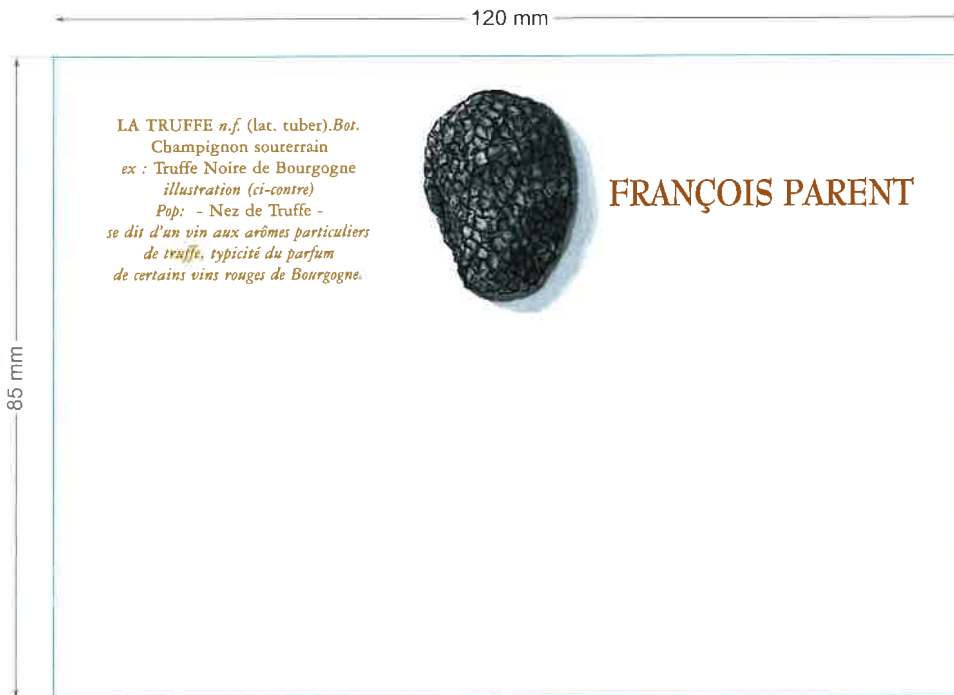 120 mm
85 mm
LA TRUFFE n.f. (lat. tuber).Bot.
Champignon souterrain
ex : Truffe Noire de Bourgogne
illustration (ci-contre)
Pop: - Nez de Truffe -
se dit d'un vin aux arômes particuliers
de truffe, typicité du parfum
de certains vins rouges de Bourgogne.
FRANÇOIS PARENT